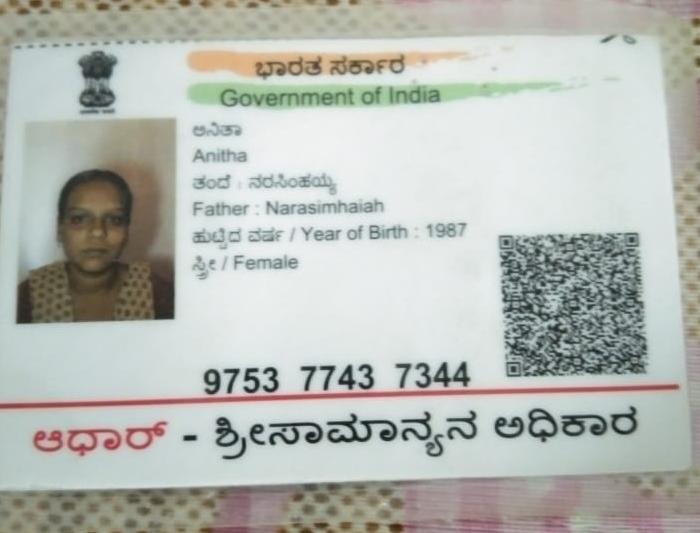 ಭಾರತ ಸರ್ಕಾರ
Government of India
ಅನಿತಾ
Anitha
ತಂದೆ : ನರಸಿಂಹಯ್ಯ
Father : Narasimhaiah
ಹುಟ್ಟಿದ ವರ್ಷ / Year of Birth : 1987
ಸ್ತ್ರೀ / Female
9753 7743 7344
ಆಧಾರ್ - ಶ್ರೀಸಾಮಾನ್ಯನ ಅಧಿಕಾರ